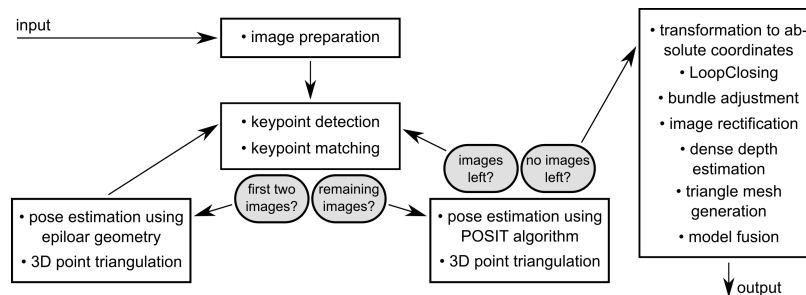 input
• image preparation
• keypoint detection
• keypoint matching
images
left?
no images
left?
first two
images?
remaining
images?
• pose estimation using
epiloar geometry
• 3D point triangulation
• pose estimation using
POSIT algorithm
• 3D point triangulation
• transformation to ab-
solute coordinates
• LoopClosing
• bundle adjustment
• image rectification
• dense depth
estimation
• triangle mesh
generation
• model fusion
output